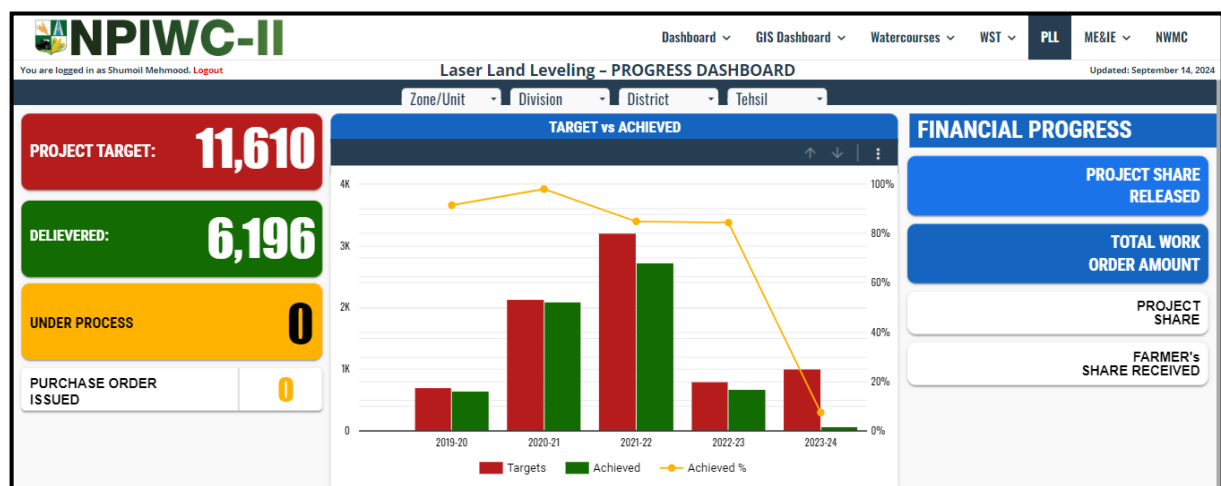 NPIWC-II
Dashboard GIS Dashboard Watercourses WST PLL ME&IE NWMC
You are logged in as Shumoil Mehmood. Logout
Laser Land Leveling – PROGRESS DASHBOARD
Updated: September 14, 2024
Zone/Unit Division District Tehsil
PROJECT TARGET: 11,610
DELIEVERED: 6,196
UNDER PROCESS 0
PURCHASE ORDER
ISSUED
0
TARGET vs ACHIEVED
4K
3K
2K
1K
0
100%
80%
60%
40%
20%
0%
2019-20 2020-21 2021-22 2022-23 2023-24
Targets Achieved Achieved %
FINANCIAL PROGRESS
PROJECT SHARE
RELEASED
TOTAL WORK
ORDER AMOUNT
PROJECT
SHARE
FARMER's
SHARE RECEIVED